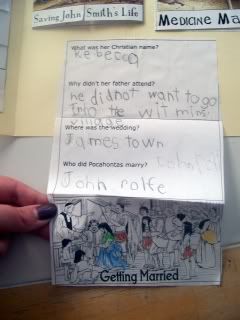 Saving John Smith's Life
Medicine Ma
What was her Christian name?
Rebecca
Why didn't her father attend?
he did not want to go
into the wit mins
village
Where was the wedding?
James town
Who did Pocahontas marry?
John rolfe
Getting Married